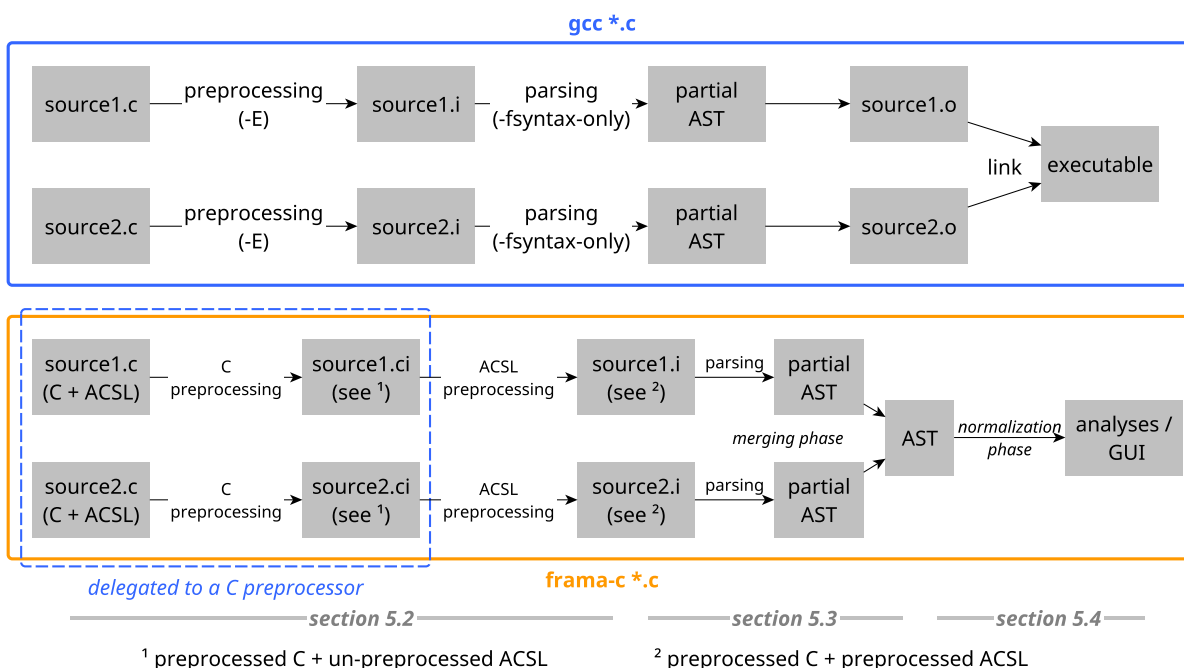 gcc *.c
source1.c
preprocessing
(-E)
source1.i
parsing
(-fsyntax-only)
partial
AST
source1.o
source2.c
preprocessing
(-E)
source2.i
parsing
(-fsyntax-only)
partial
AST
source2.o
link
executable
source1.c
(C + ACSL)
C
preprocessing
source1.ci
(see ¹)
ACSL
preprocessing
source1.i
(see ²)
parsing
partial
AST
source2.c
(C + ACSL)
C
preprocessing
source2.ci
(see ¹)
ACSL
preprocessing
source2.i
(see ²)
parsing
partial
AST
merging phase
AST
normalization
phase
analyses /
GUI
delegated to a C preprocessor
frama-c *.c
section 5.2
section 5.3
section 5.4
¹ preprocessed C + un-preprocessed ACSL
² preprocessed C + preprocessed ACSL